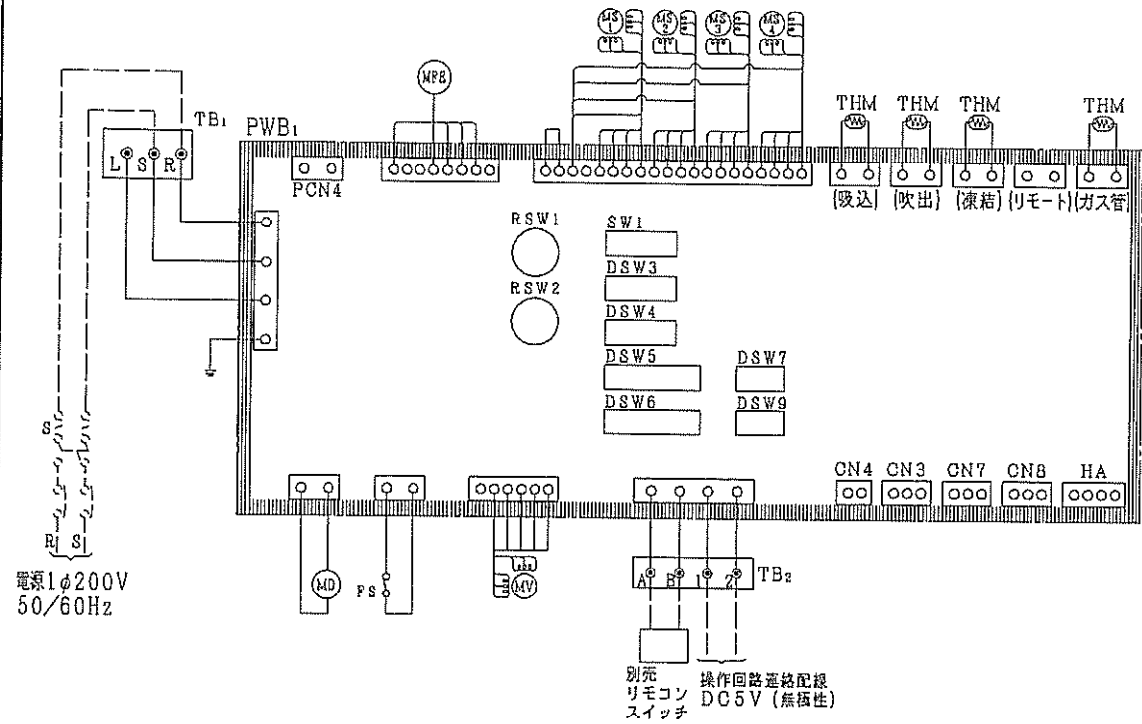 MS
1
MS
2
MS
3
MS
4
MF2
THM
THM
THM
THM
TB1
PWB1
L
S
R
PCN4
(吸込)
(吹出)
(凍結)
(リモート)
(ガス管)
RSW1
SW1
DSW3
RSW2
DSW4
DSW5
DSW7
DSW6
DSW9
S
CN4
CN3
CN7
CN8
HA
R
S
電源1φ200V
50/60Hz
MD
FS
MV
A
B
1
2
TB2
別売
リモコン
スイッチ
操作回路連絡配線
DC5V (無極性)